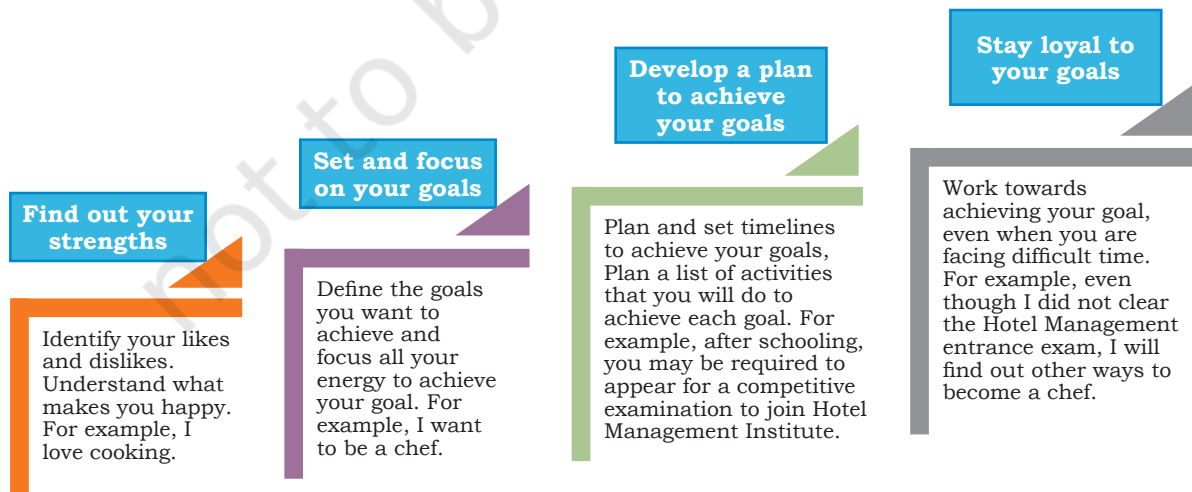 Find out your
strengths
Identify your likes
and dislikes.
Understand what
makes you happy.
For example, I
love cooking.
Set and focus
on your goals
Define the goals
you want to
achieve and
focus all your
energy to achieve
your goal. For
example, I want
to be a chef.
Develop a plan
to achieve
your goals
Plan and set timelines
to achieve your goals,
Plan a list of activities
that you will do to
achieve each goal. For
example, after schooling,
you may be required to
appear for a competitive
examination to join Hotel
Management Institute.
Stay loyal to
your goals
Work towards
achieving your goal,
even when you are
facing difficult time.
For example, even
though I did not clear
the Hotel Management
entrance exam, I will
find out other ways to
become a chef.
not to b